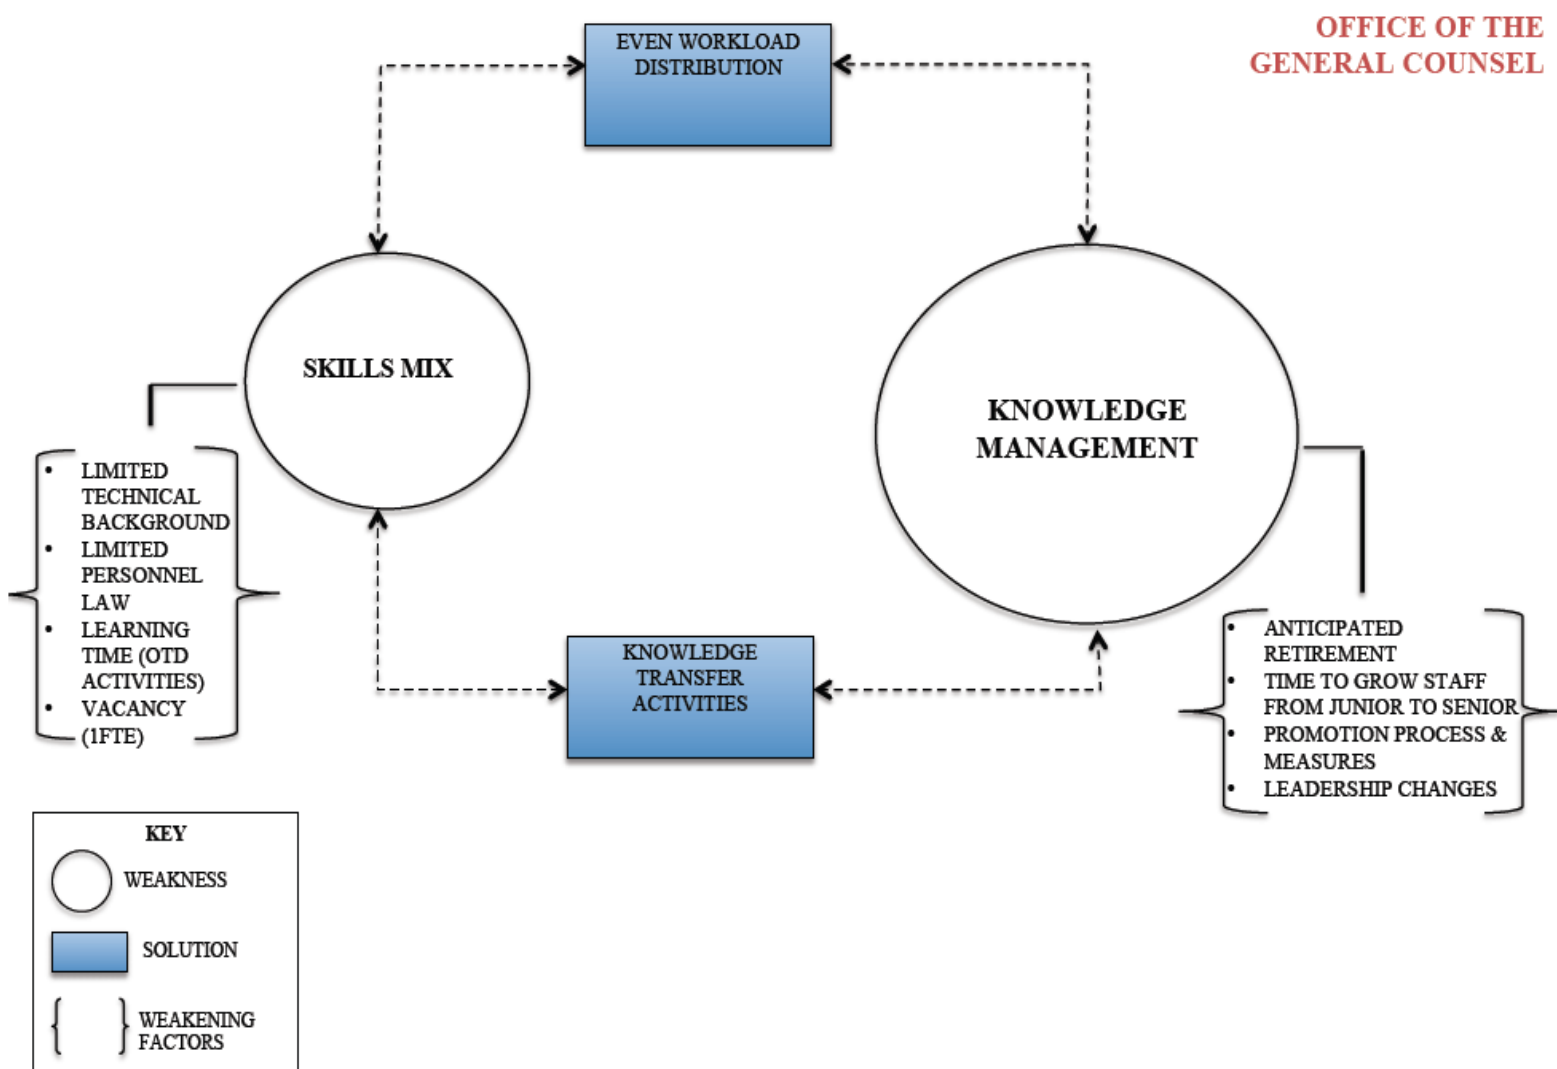 OFFICE OF THE
GENERAL COUNSEL
EVEN WORKLOAD
DISTRIBUTION
SKILLS MIX
KNOWLEDGE
MANAGEMENT
• LIMITED
TECHNICAL
BACKGROUND
• LIMITED
PERSONNEL
LAW
• LEARNING
TIME (OTD
ACTIVITIES)
• VACANCY
(1FTE)
KNOWLEDGE
TRANSFER
ACTIVITIES
• ANTICIPATED
RETIREMENT
• TIME TO GROW STAFF
FROM JUNIOR TO SENIOR
• PROMOTION PROCESS &
MEASURES
• LEADERSHIP CHANGES
KEY
WEAKNESS
SOLUTION
WEAKENING
FACTORS